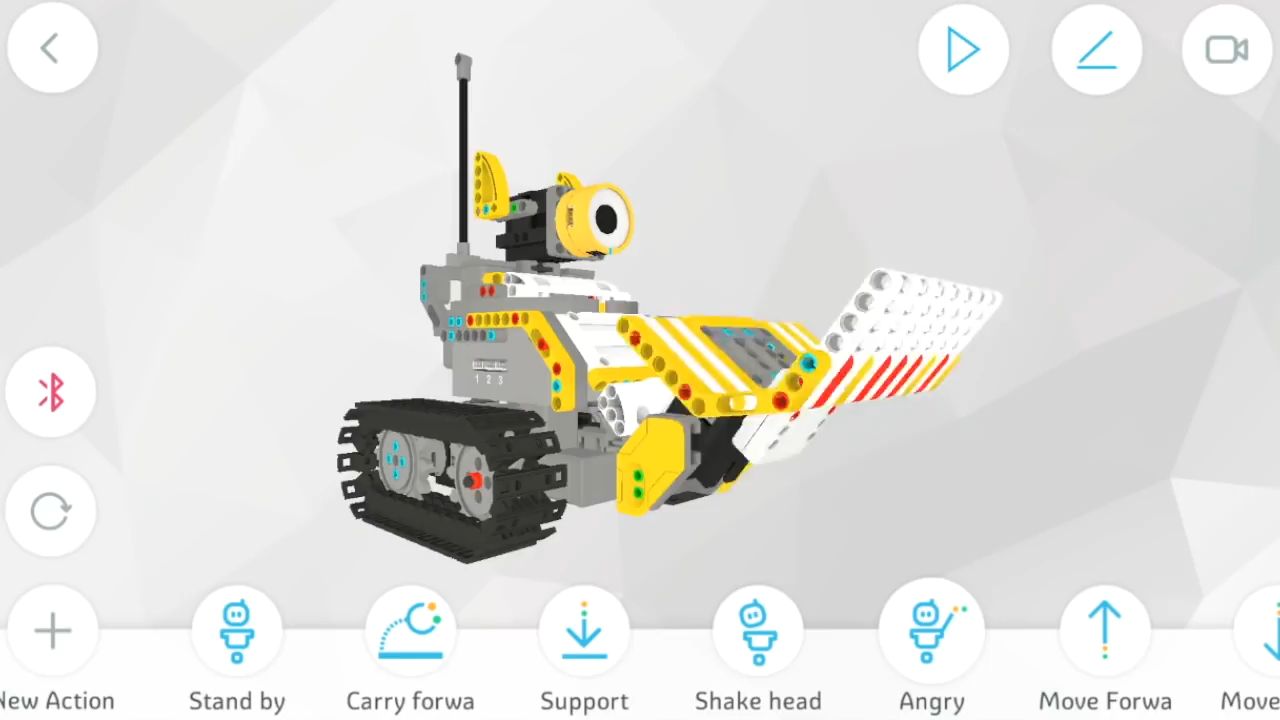 1 2 3
New Action
Stand by
Carry forwa
Support
Shake head
Angry
Move Forwa
Move